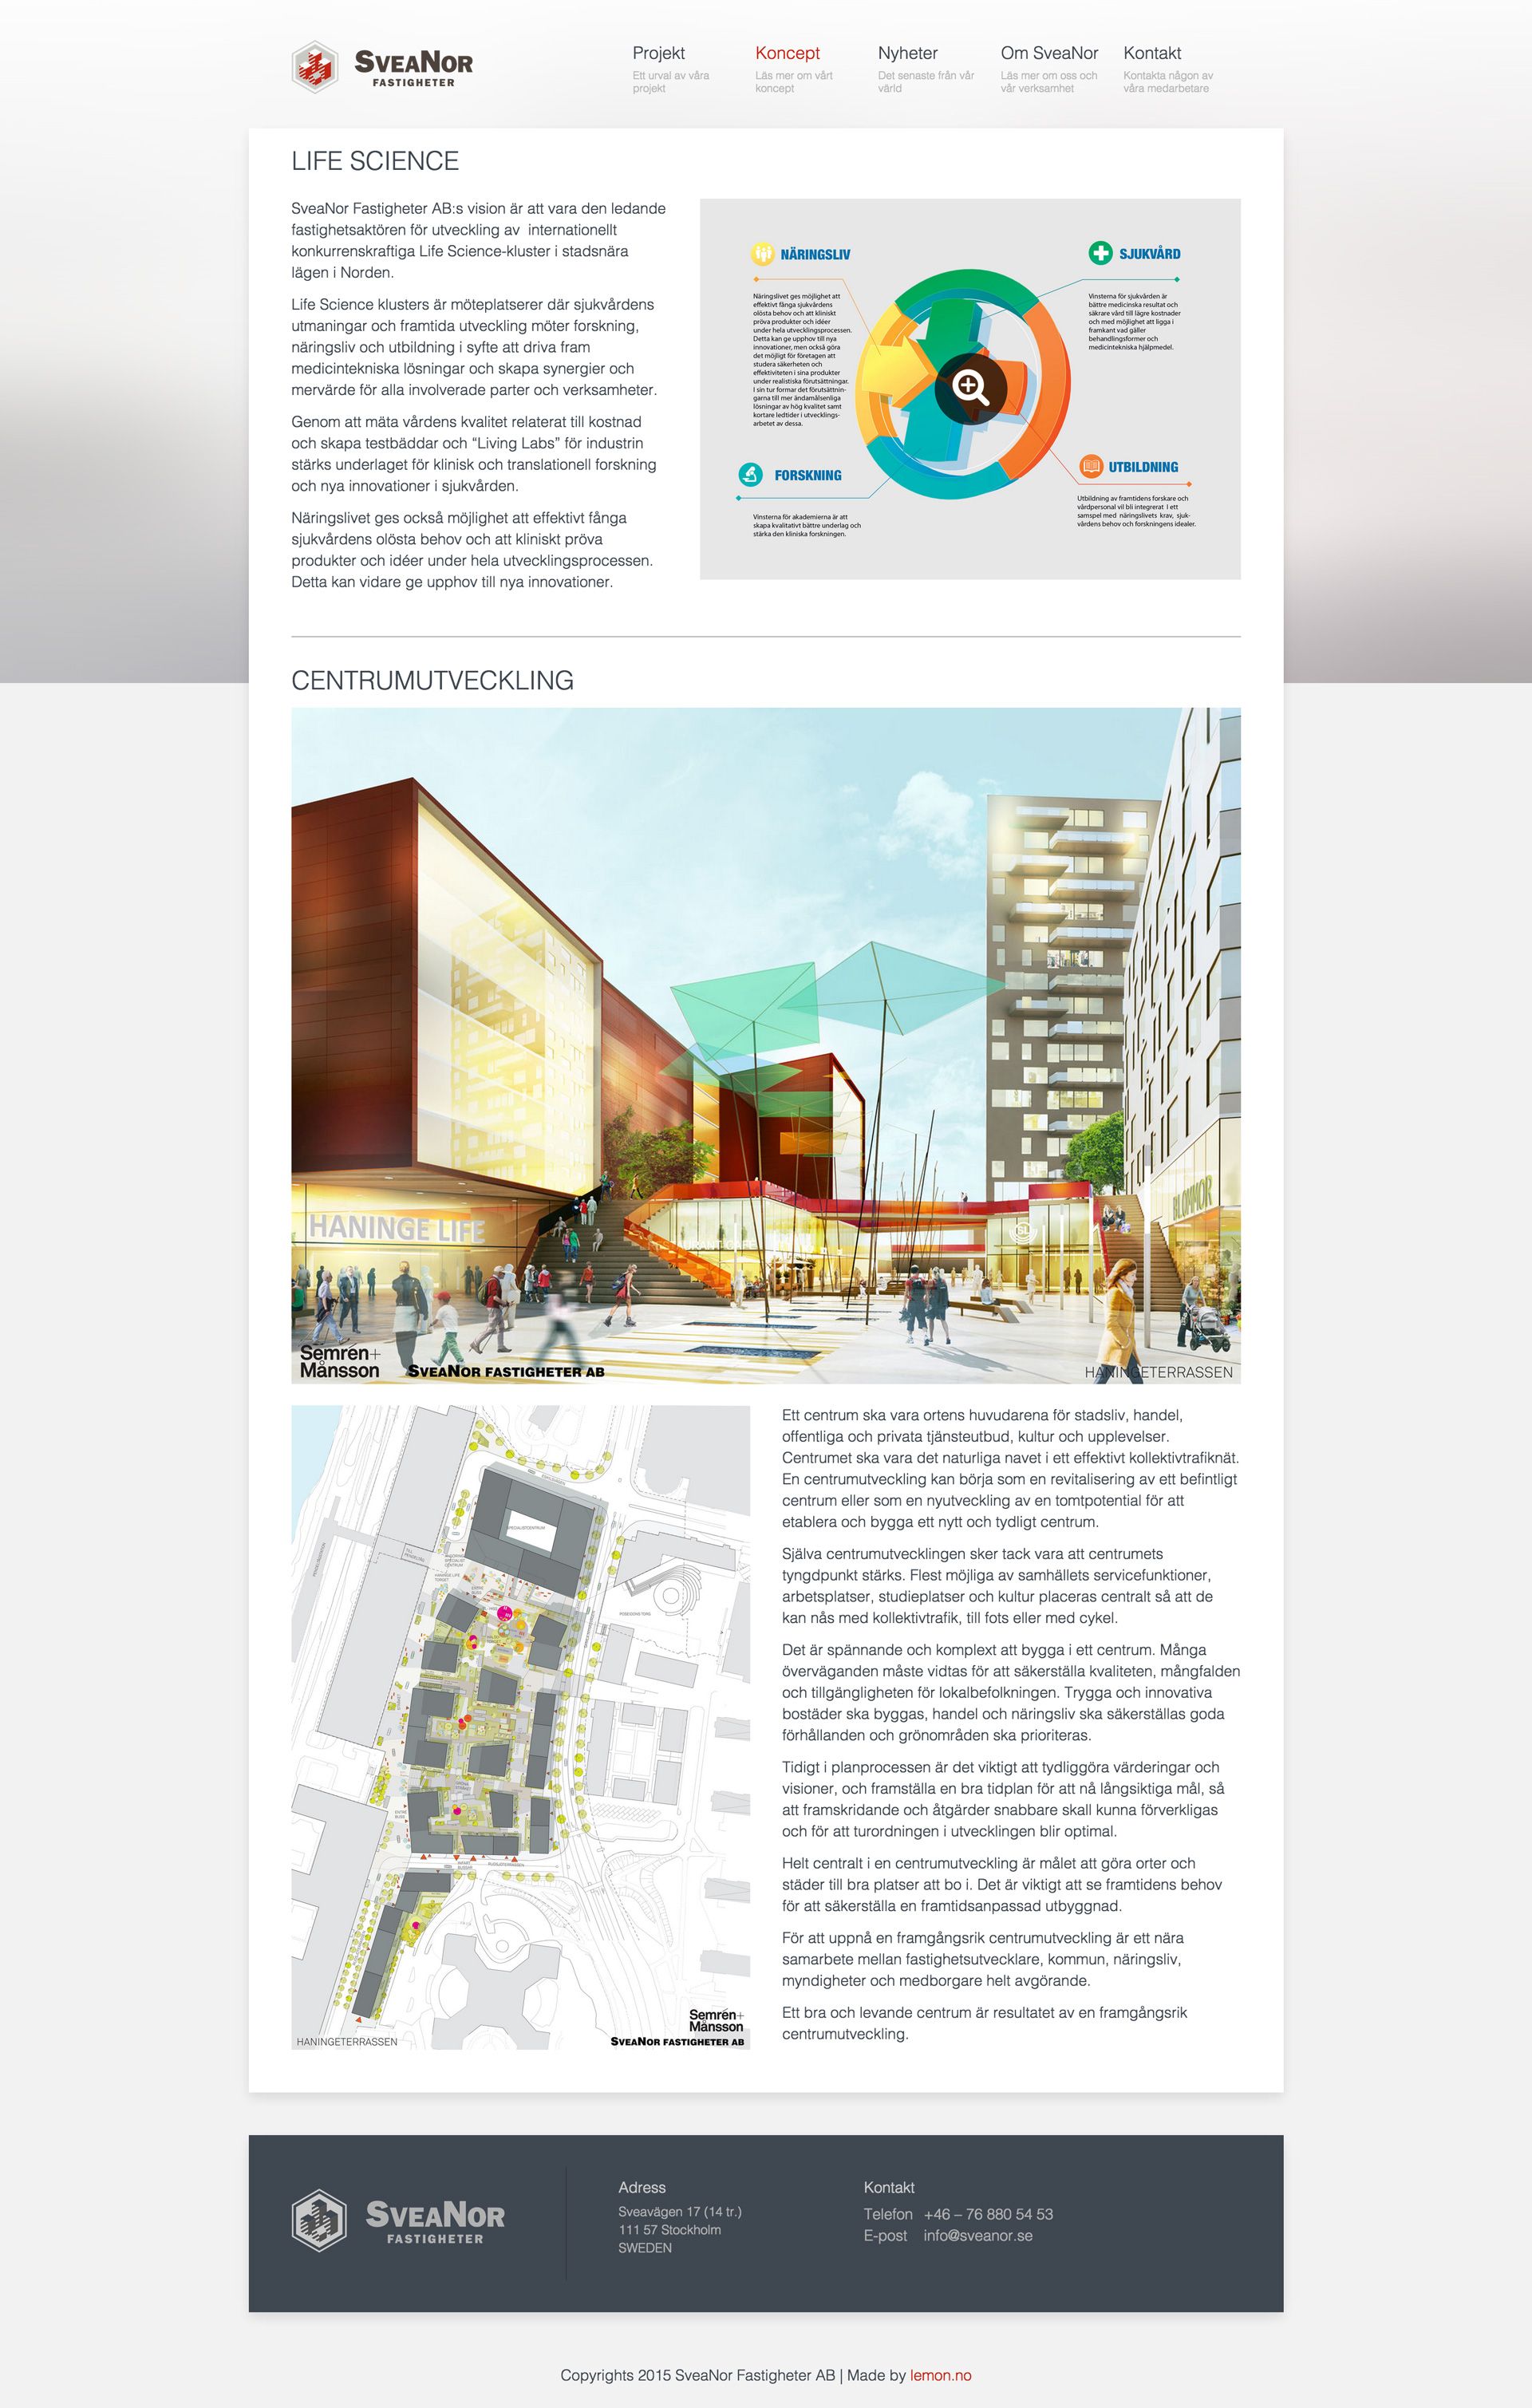 SVEANOR
FASTIGHETER
Projekt
Ett urval av våra
projekt
Koncept
Läs mer om vårt
koncept
Nyheter
Det senaste från vår
värld
Om SveaNor
Läs mer om oss och
vår verksamhet
Kontakt
Kontakta någon av
våra medarbetare
LIFE SCIENCE
SveaNor Fastigheter AB:s vision är att vara den ledande
fastighetsaktören för utveckling av internationellt
konkurrenskraftiga Life Science-kluster i stadsnära
lägen i Norden.
Life Science klusters är möteplatserer där sjukvårdens
utmaningar och framtida utveckling möter forskning,
näringsliv och utbildning i syfte att driva fram
medicintekniska lösningar och skapa synergier och
mervärde för alla involverade parter och verksamheter.
Genom att mäta vårdens kvalitet relaterat till kostnad
och skapa testbäddar och “Living Labs” för industrin
stärks underlaget för klinisk och translationell forskning
och nya innovationer i sjukvården.
Näringslivet ges också möjlighet att effektivt fånga
sjukvårdens olösta behov och att kliniskt pröva
produkter och idéer under hela utvecklingsprocessen.
Detta kan vidare ge upphov till nya innovationer.
NÄRINGSLIV
Näringslivet ges möjlighet att
effektivt fånga sjukvårdens
olösta behov och att kliniskt
pröva produkter och idéer
under hela utvecklingsprocessen.
Detta kan ge upphov till nya
innovationer, men också göra
det möjligt för företagen att
studera säkerheten och
effektiviteten i sina produkter
under realistiska förutsättningar.
I sin tur formar det förutsättnin-
garna till mer ändamålsenliga
lösningar av hög kvalitet samt
kortare ledtider i utvecklings-
arbetet av dessa.
SJUKVÅRD
Vinsterna för sjukvården är
bättre medicinska resultat och
säkrare vård till lägre kostnader
och med möjlighet att ligga i
framkant vad gäller
behandlingsformer och
medicintekniska hjälpmedel.
FORSKNING
Vinsterna för akademierna är att
skapa kvalitativt bättre underlag och
stärka den kliniska forskningen.
UTBILDNING
Utbildning av framtidens forskare och
vårdpersonal vil bli integrerat I ett
samspel med näringslivets krav, sjuk-
vårdens behov och forskningens idealer.
CENTRUMUTVECKLING
HANINGE LIFE
BLOMMOR
SL
Semrén+
Månsson
SVEANOR FASTIGHETER AB
HANINGETERRASSEN
Ett centrum ska vara ortens huvudarena för stadsliv, handel,
offentliga och privata tjänsteutbud, kultur och upplevelser.
Centrumet ska vara det naturliga navet i ett effektivt kollektivtrafiknät.
En centrumutveckling kan börja som en revitalisering av ett befintligt
centrum eller som en nyutveckling av en tomtpotential för att
etablera och bygga ett nytt och tydligt centrum.
Själva centrumutvecklingen sker tack vara att centrumets
tyngdpunkt stärks. Flest möjliga av samhällets servicefunktioner,
arbetsplatser, studieplatser och kultur placeras centralt så att de
kan nås med kollektivtrafik, till fots eller med cykel.
Det är spännande och komplext att bygga i ett centrum. Många
överväganden måste vidtas för att säkerställa kvaliteten, mångfalden
och tillgängligheten för lokalbefolkningen. Trygga och innovativa
bostäder ska byggas, handel och näringsliv ska säkerställas goda
förhållanden och grönområden ska prioriteras.
Tidigt i planprocessen är det viktigt att tydliggöra värderingar och
visioner, och framställa en bra tidplan för att nå långsiktiga mål, så
att framskridande och åtgärder snabbare skall kunna förverkligas
och för att turordningen i utvecklingen blir optimal.
Helt centralt i en centrumutveckling är målet att göra orter och
städer till bra platser att bo i. Det är viktigt att se framtidens behov
för att säkerställa en framtidsanpassad utbyggnad.
För att uppnå en framgångsrik centrumutveckling är ett nära
samarbete mellan fastighetsutvecklare, kommun, näringsliv,
myndigheter och medborgare helt avgörande.
Ett bra och levande centrum är resultatet av en framgångsrik
centrumutveckling.
Semrén+
Månsson
HANINGETERRASSEN
SVEANOR FASTIGHETER AB
SVEANOR
FASTIGHETER
Adress
Sveavägen 17 (14 tr.)
111 57 Stockholm
SWEDEN
Kontakt
Telefon +46 – 76 880 54 53
E-post info@sveanor.se
Copyrights 2015 SveaNor Fastigheter AB | Made by lemon.no